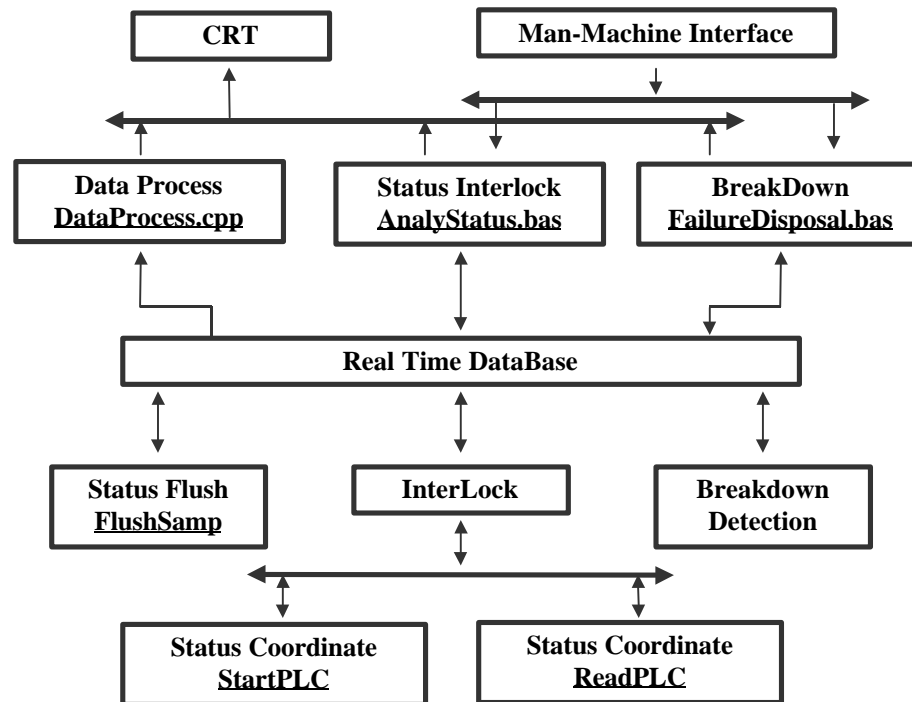 CRT
Man-Machine Interface
Data Process
DataProcess.cpp
Status Interlock
AnalyStatus.bas
BreakDown
FailureDisposal.bas
Real Time DataBase
Status Flush
FlushSamp
InterLock
Breakdown
Detection
Status Coordinate
StartPLC
Status Coordinate
ReadPLC